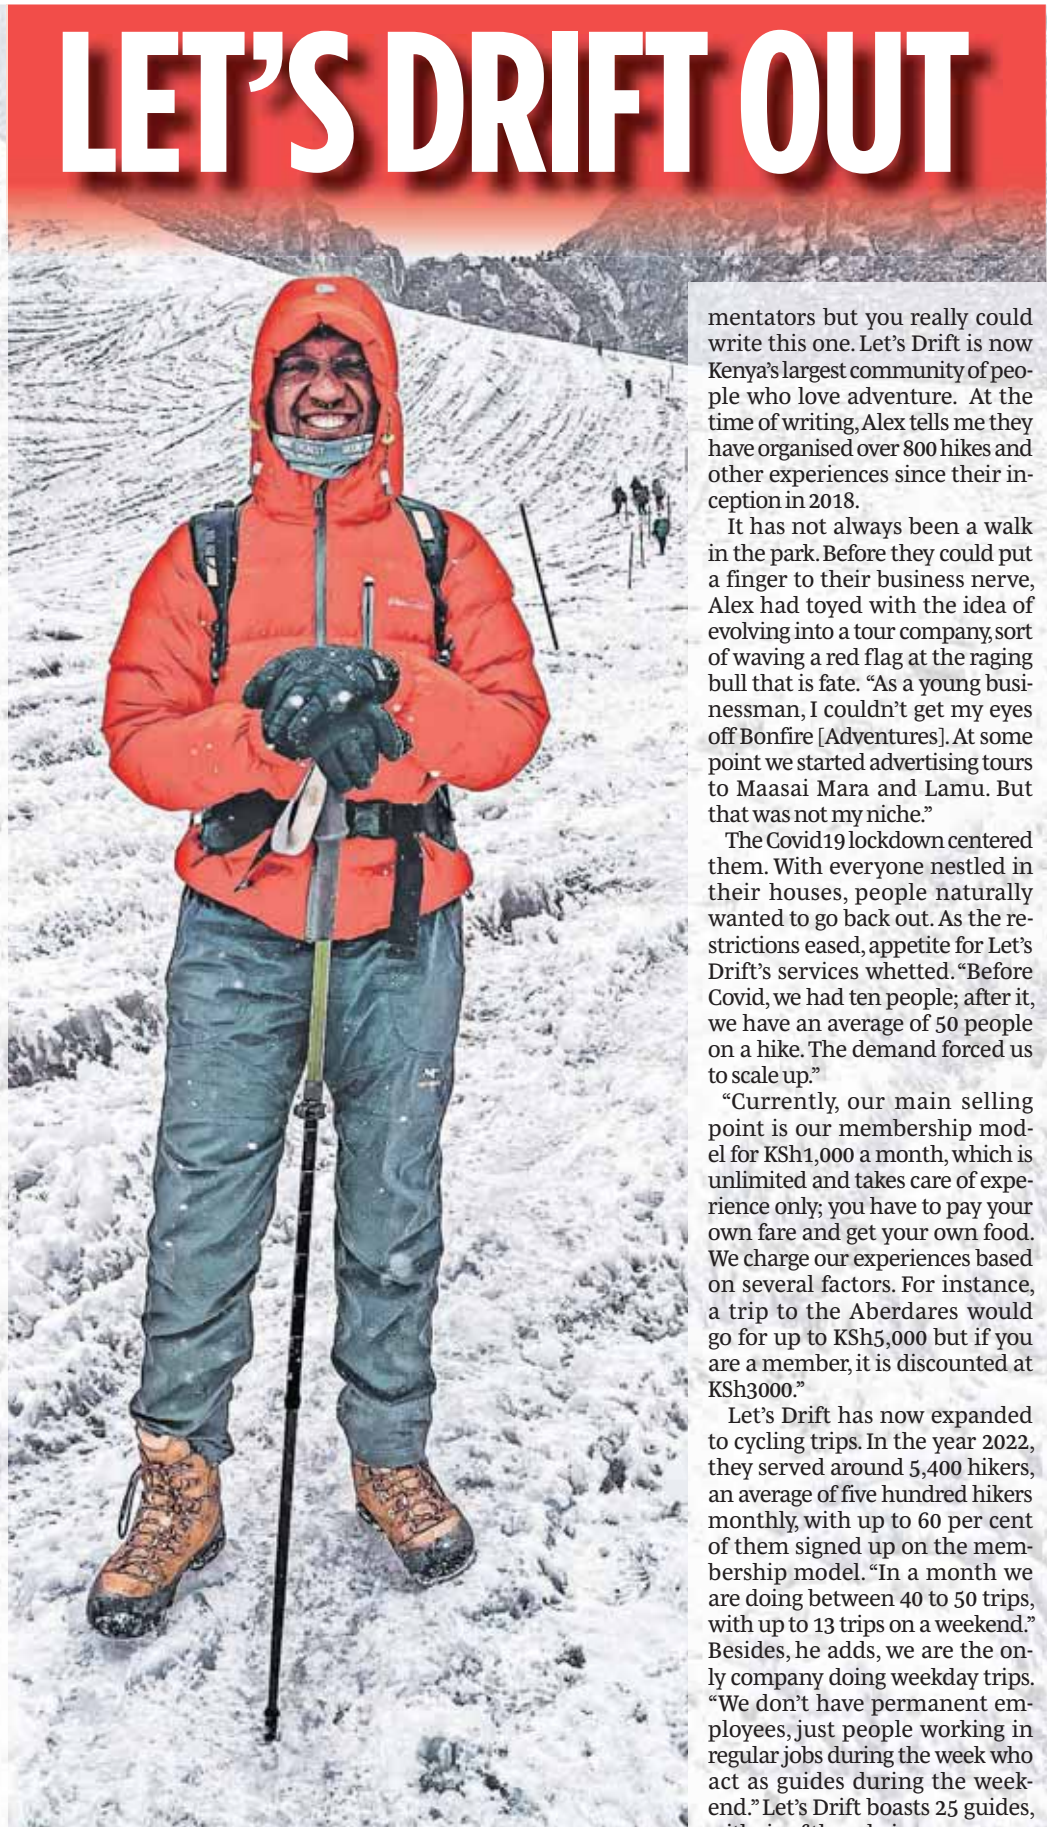 LET'S DRIFT OUT
mentators but you really could
write this one. Let's Drift is now
Kenya's largest community of peo-
ple who love adventure. At the
time of writing, Alex tells me they
have organised over 800 hikes and
other experiences since their in-
ception in 2018.
It has not always been a walk
in the park. Before they could put
a finger to their business nerve,
Alex had toyed with the idea of
evolving into a tour company, sort
of waving a red flag at the raging
bull that is fate. “As a young busi-
nessman, I couldn't get my eyes
off Bonfire [Adventures]. At some
point we started advertising tours
to Maasai Mara and Lamu. But
that was not my niche.”
The Covid19 lockdown centered
them. With everyone nestled in
their houses, people naturally
wanted to go back out. As the re-
strictions eased, appetite for Let's
Drift's services whetted. “Before
Covid, we had ten people; after it,
we have an average of 50 people
on a hike. The demand forced us
to scale up.”
“Currently, our main selling
point is our membership mod-
el for KSh1,000 a month, which is
unlimited and takes care of expe-
rience only; you have to pay your
own fare and get your own food.
We charge our experiences based
on several factors. For instance,
a trip to the Aberdares would
go for up to KSh5,000 but if you
are a member, it is discounted at
KSh3000.”
Let's Drift has now expanded
to cycling trips. In the year 2022,
they served around 5,400 hikers,
an average of five hundred hikers
monthly, with up to 60 per cent
of them signed up on the mem-
bership model. “In a month we
are doing between 40 to 50 trips,
with up to 13 trips on a weekend.”
Besides, he adds, we are the on-
ly company doing weekday trips.
“We don't have permanent em-
ployees, just people working in
regular jobs during the week who
act as guides during the week-
end.” Let's Drift boasts 25 guides,